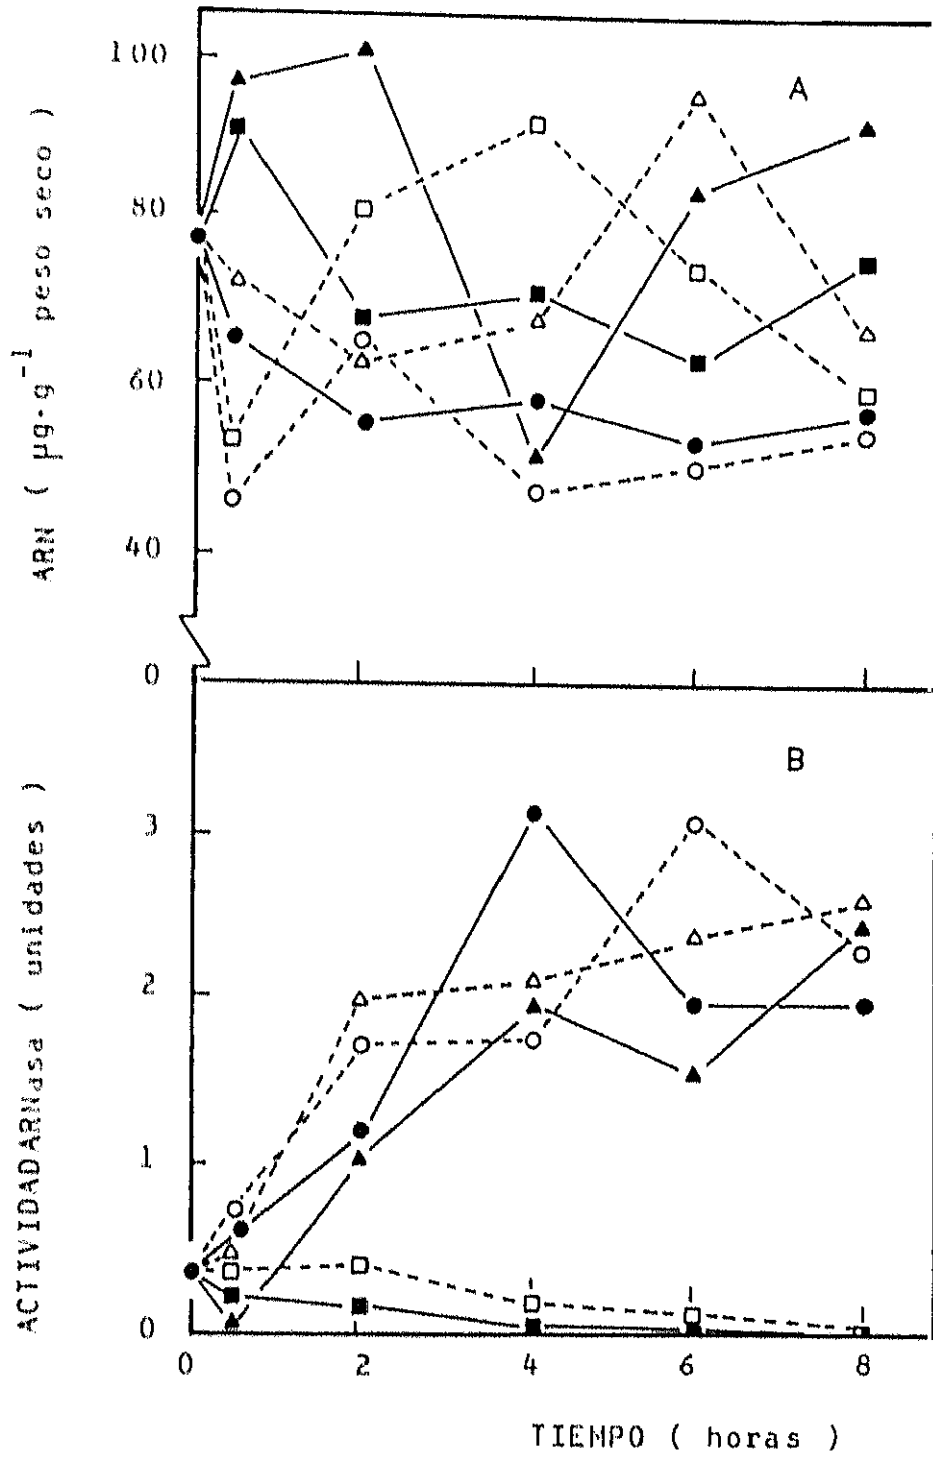 100
A
80
60
40
0
ARN ( µg·g⁻¹ peso seco )
B
3
2
1
0
ACTIVIDADARNasa ( unidades )
0 2 4 6 8
TIEMPO ( horas )